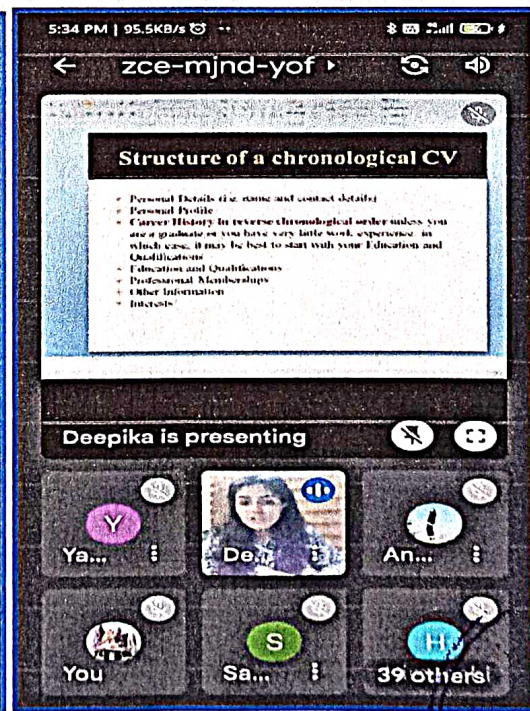 5:34 PM | 95.5KB/s
zce-mjnd-yof
Structure of a chronological CV
Personal Details (i.e. name and contact details)
Personal Profile
Career History In reverse chronological order unless you
are a graduate or you have very little work experience, in
which case, it may be best to start with your Education and
Qualifications
Education and Qualifications
Professional Memberships
Other Information
Interests
Deepika is presenting
Y
Ya...
De...
An...
You
S
Sa...
H
39 others